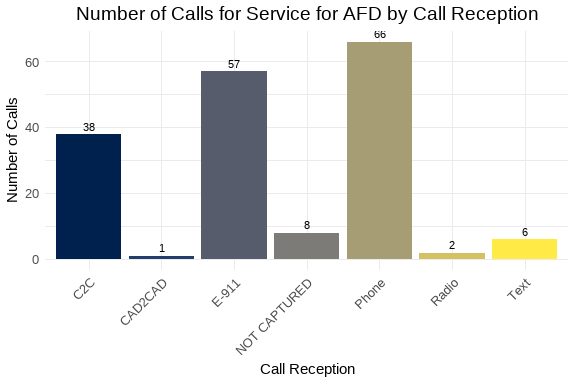 Number of Calls for Service for AFD by Call Reception
Number of Calls
60
40
20
0
38
1
57
8
66
2
6
C2C
CAD2CAD
E-911
NOT CAPTURED
Phone
Radio
Text
Call Reception